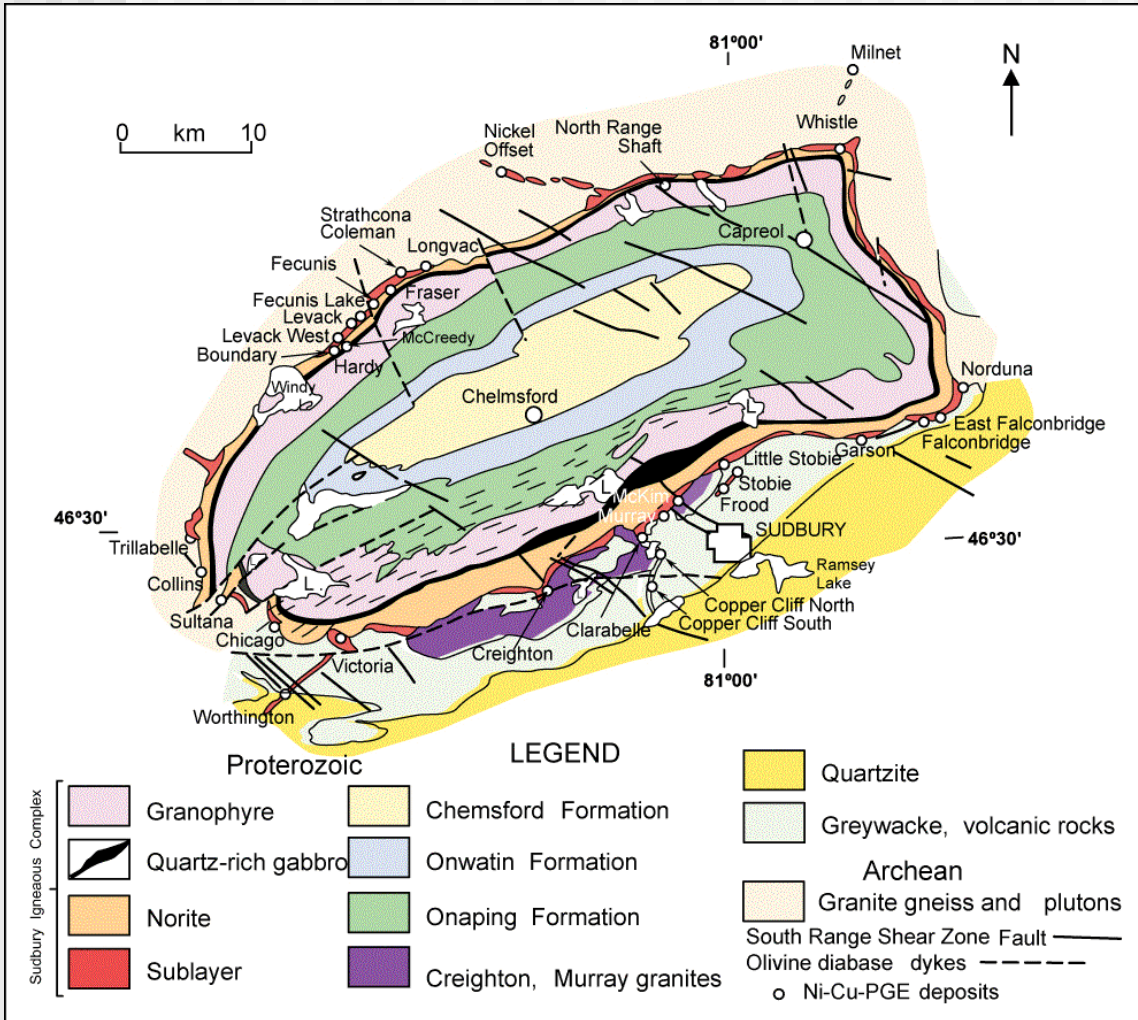 81º00'
Milnet
N
0 km 10
Nickel
Offset
North Range
Shaft
Whistle
Strathcona
Coleman
Longvac
Capreol
Fecunis
Fraser
Fecunis Lake
Levack
Levack West
McCreedy
Boundary
Hardy
Windy
Chelmsford
Norduna
L
East Falconbridge
Falconbridge
Garson
Little Stobie
Stobie
L
McKim
Frood
Murray
46º30'
SUDBURY
46º30'
Trillabelle
Ramsey
Lake
Collins
L
Sultana
Copper Cliff North
Chicago
Clarabelle
Copper Cliff South
Victoria
Creighton
81º00'
Worthington
LEGEND
Proterozoic
Sudbury Igneaous Complex
Granophyre
Quartz-rich gabbro
Norite
Sublayer
Chemsford Formation
Onwatin Formation
Onaping Formation
Creighton, Murray granites
Quartzite
Greywacke, volcanic rocks
Archean
Granite gneiss and plutons
South Range Shear Zone Fault
Olivine diabase dykes
Ni-Cu-PGE deposits